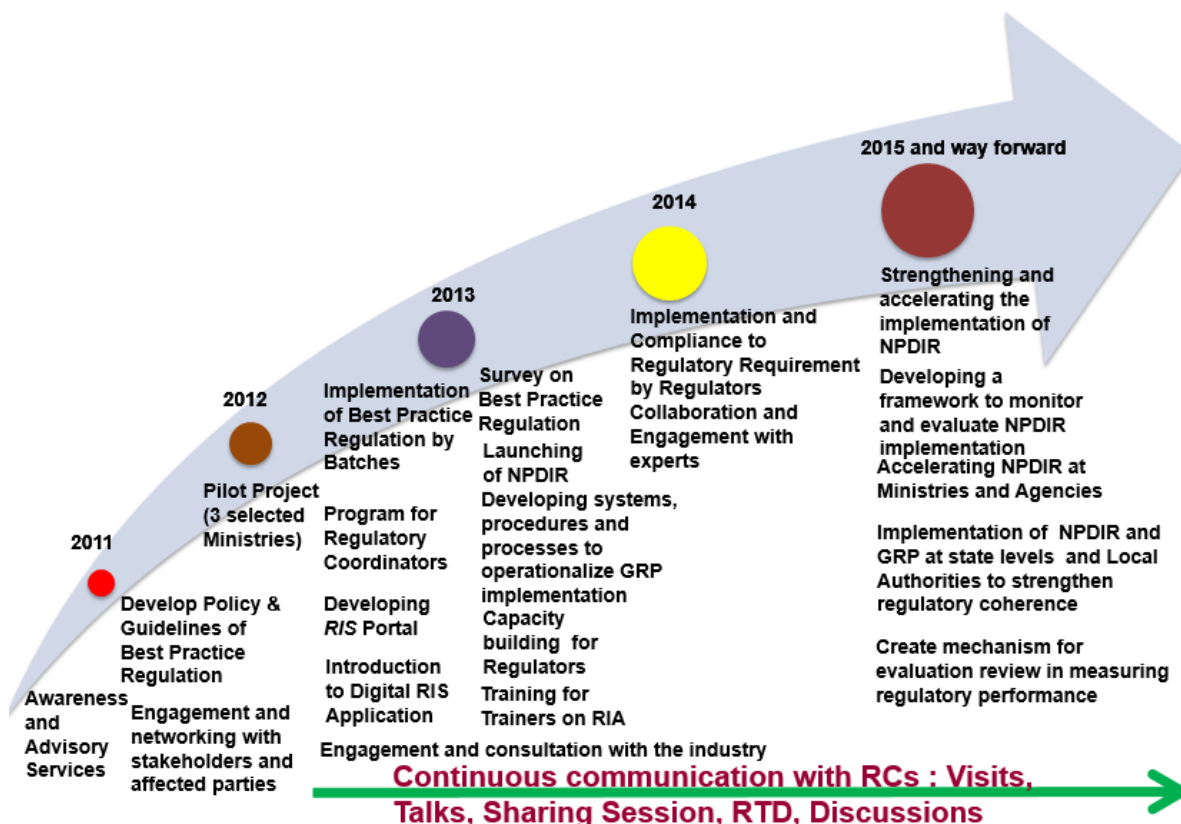 2011
Awareness
and
Advisory
Services
Develop Policy &
Guidelines of
Best Practice
Regulation
Engagement and
networking with
stakeholders and
affected parties
2012
Pilot Project
(3 selected
Ministries)
2013
Implementation
of Best Practice
Regulation by
Batches
Program for
Regulatory
Coordinators
Developing
RIS Portal
Introduction
to Digital RIS
Application
Survey on
Best Practice
Regulation
Launching
of NPDIR
Developing systems,
procedures and
processes to
operationalize GRP
implementation
Capacity
building for
Regulators
Training for
Trainers on RIA
Engagement and consultation with the industry
2014
Implementation and
Compliance to
Regulatory Requirement
by Regulators
Collaboration and
Engagement with
experts
2015 and way forward
Strengthening and
accelerating the
implementation of
NPDIR
Developing a
framework to monitor
and evaluate NPDIR
implementation
Accelerating NPDIR at
Ministries and Agencies
Implementation of NPDIR and
GRP at state levels and Local
Authorities to strengthen
regulatory coherence
Create mechanism for
evaluation review in measuring
regulatory performance
Continuous communication with RCs : Visits,
Talks, Sharing Session, RTD, Discussions